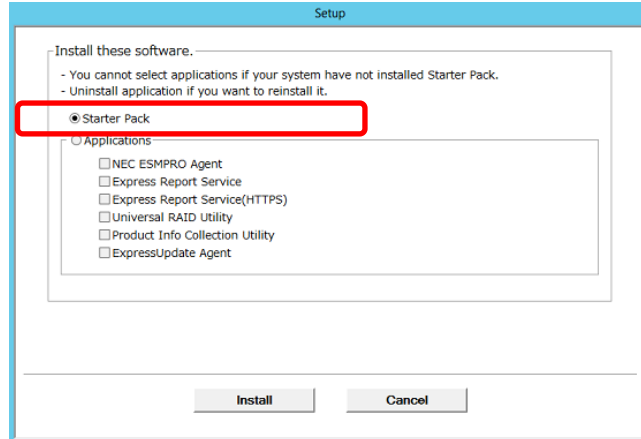 Setup
Install these software.
- You cannot select applications if your system have not installed Starter Pack.
- Uninstall application if you want to reinstall it.
Starter Pack
Applications
NEC ESMPRO Agent
Express Report Service
Express Report Service(HTTPS)
Universal RAID Utility
Product Info Collection Utility
ExpressUpdate Agent
Install Cancel